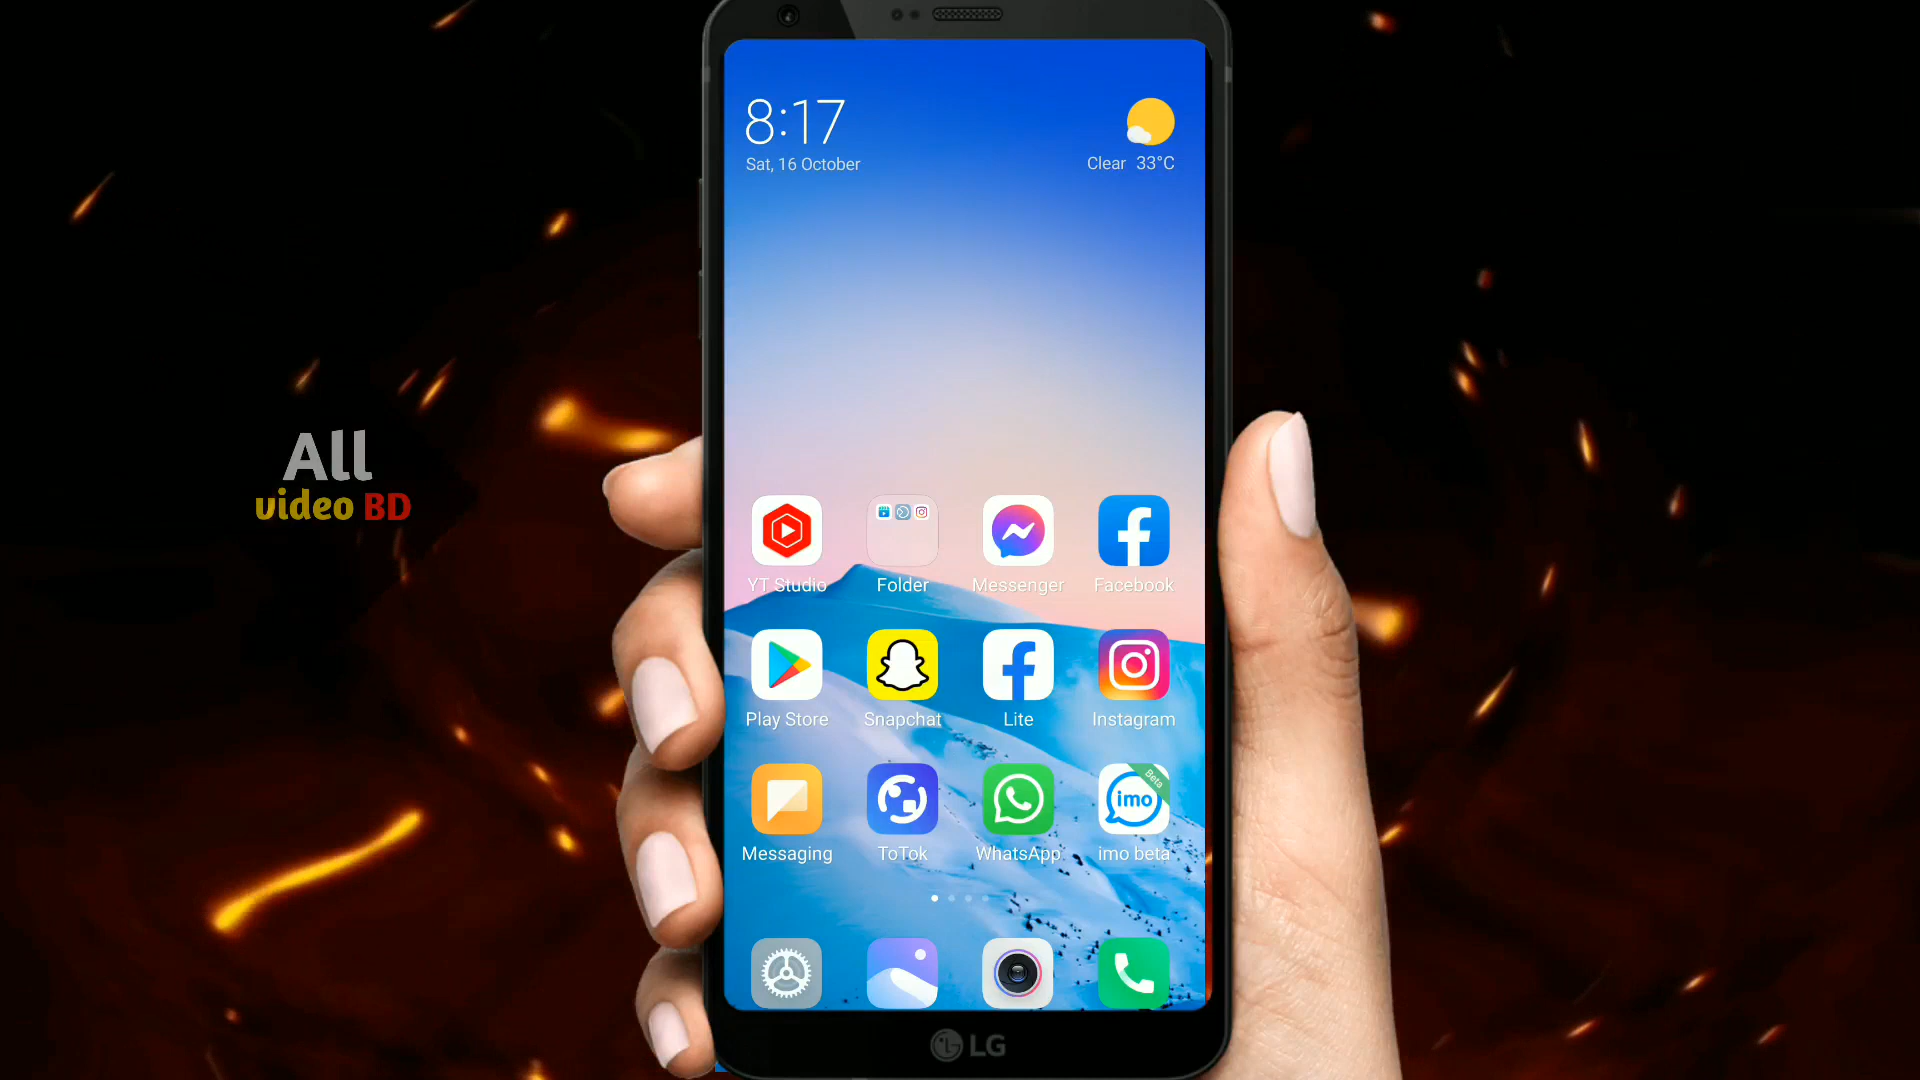 8:17
Sat, 16 October
Clear 33°C
All
video BD
YT Studio
Folder
Messenger
Facebook
Play Store
Snapchat
Lite
Instagram
Beta
imo
Messaging
ToTok
WhatsApp
imo beta
LG